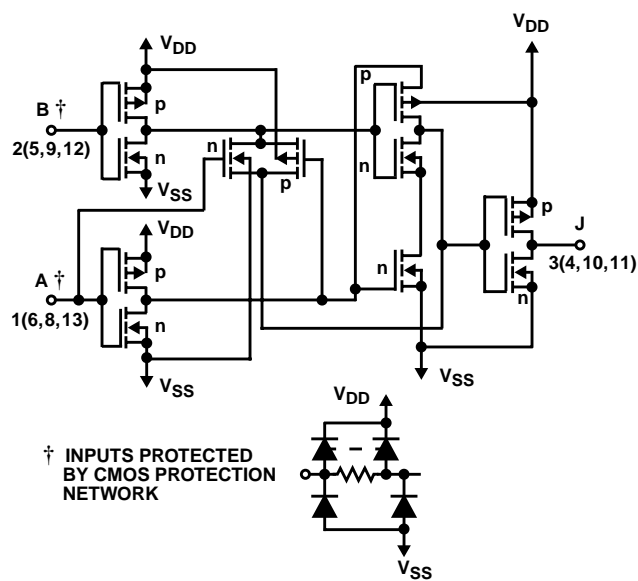 VDD
VDD
B †
p
p
2(5,9,12)
n
n
n
p
VSS
VDD
p
J
A †
p
n
3(4,10,11)
1(6,8,13)
n
n
VSS
VSS
VDD
† INPUTS PROTECTED
BY CMOS PROTECTION
NETWORK
VSS